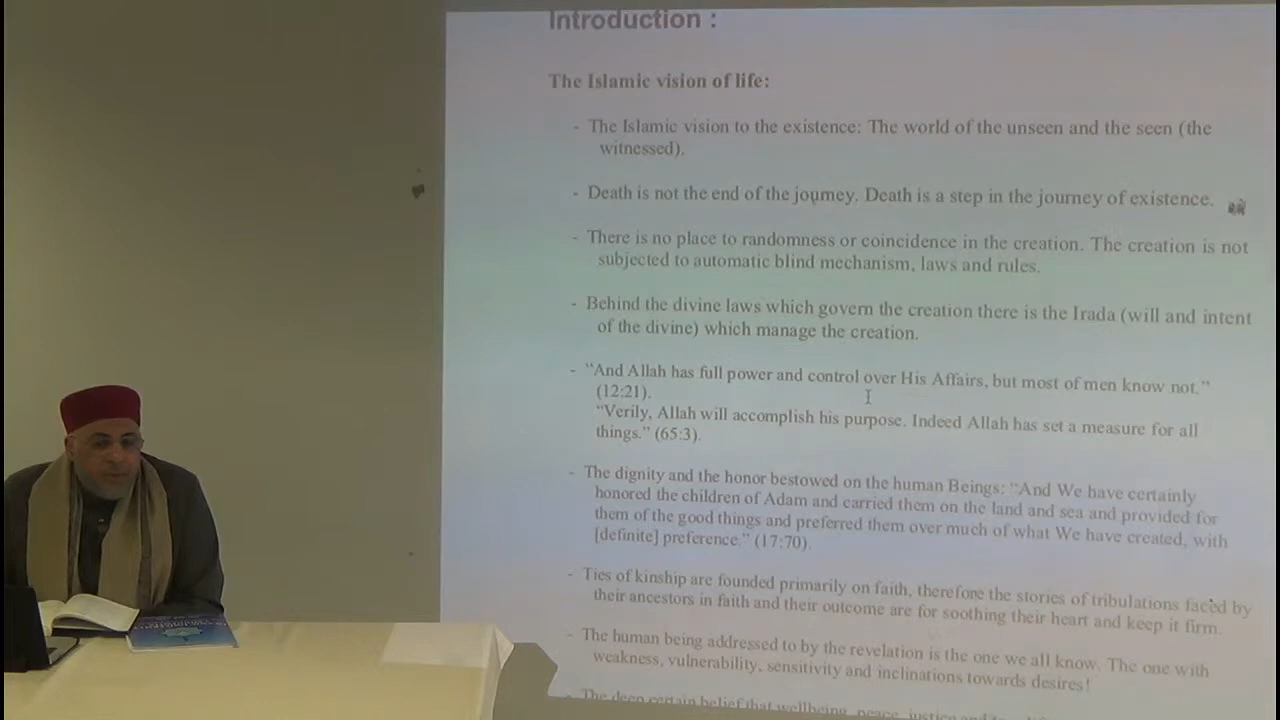 Introduction :
The Islamic vision of life:
- The Islamic vision to the existence: The world of the unseen and the seen (the
witnessed).
- Death is not the end of the journey. Death is a step in the journey of existence.
- There is no place to randomness or coincidence in the creation. The creation is not
subjected to automatic blind mechanism, laws and rules.
- Behind the divine laws which govern the creation there is the Irada (will and intent
of the divine) which manage the creation.
- “And Allah has full power and control over His Affairs, but most of men know not.”
(12:21).
“Verily, Allah will accomplish his purpose. Indeed Allah has set a measure for all
things.” (65:3).
- The dignity and the honor bestowed on the human Beings: “And We have certainly
honored the children of Adam and carried them on the land and sea and provided for
them of the good things and preferred them over much of what We have created, with
[definite] preference.” (17:70).
- Ties of kinship are founded primarily on faith, therefore the stories of tribulations faced by
their ancestors in faith and their outcome are for soothing their heart and keep it firm.
- The human being addressed to by the revelation is the one we all know. The one with
weakness, vulnerability, sensitivity and inclinations towards desires!
- The deep certain belief that wellbeing, peace, justice and